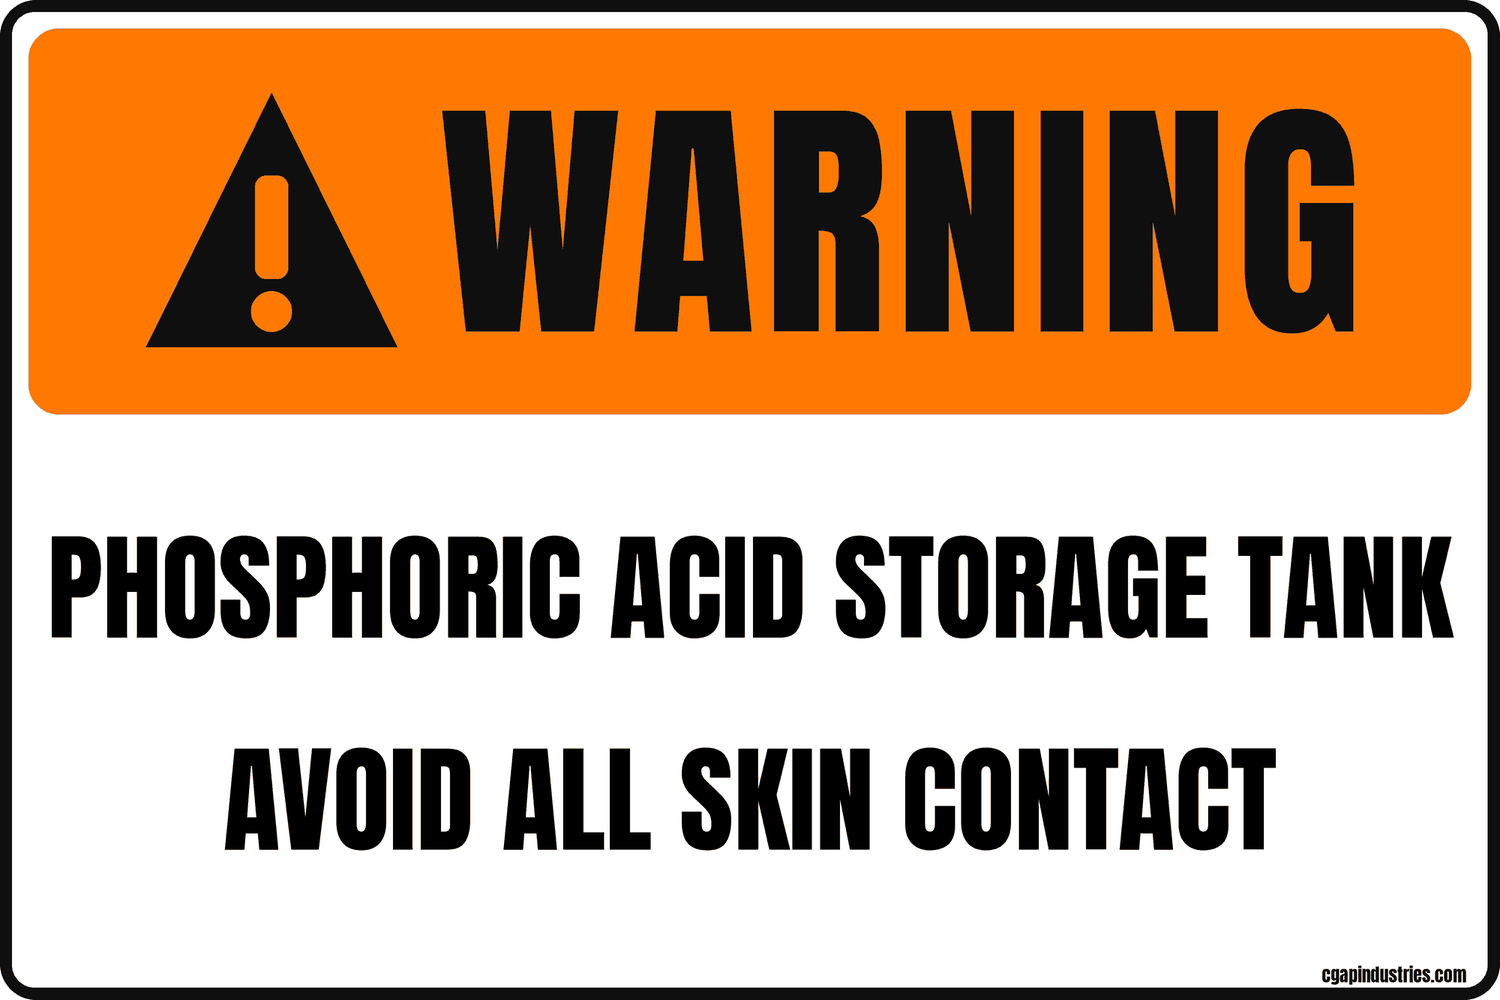 WARNING
PHOSPHORIC ACID STORAGE TANK
AVOID ALL SKIN CONTACT
cgapindustries.com